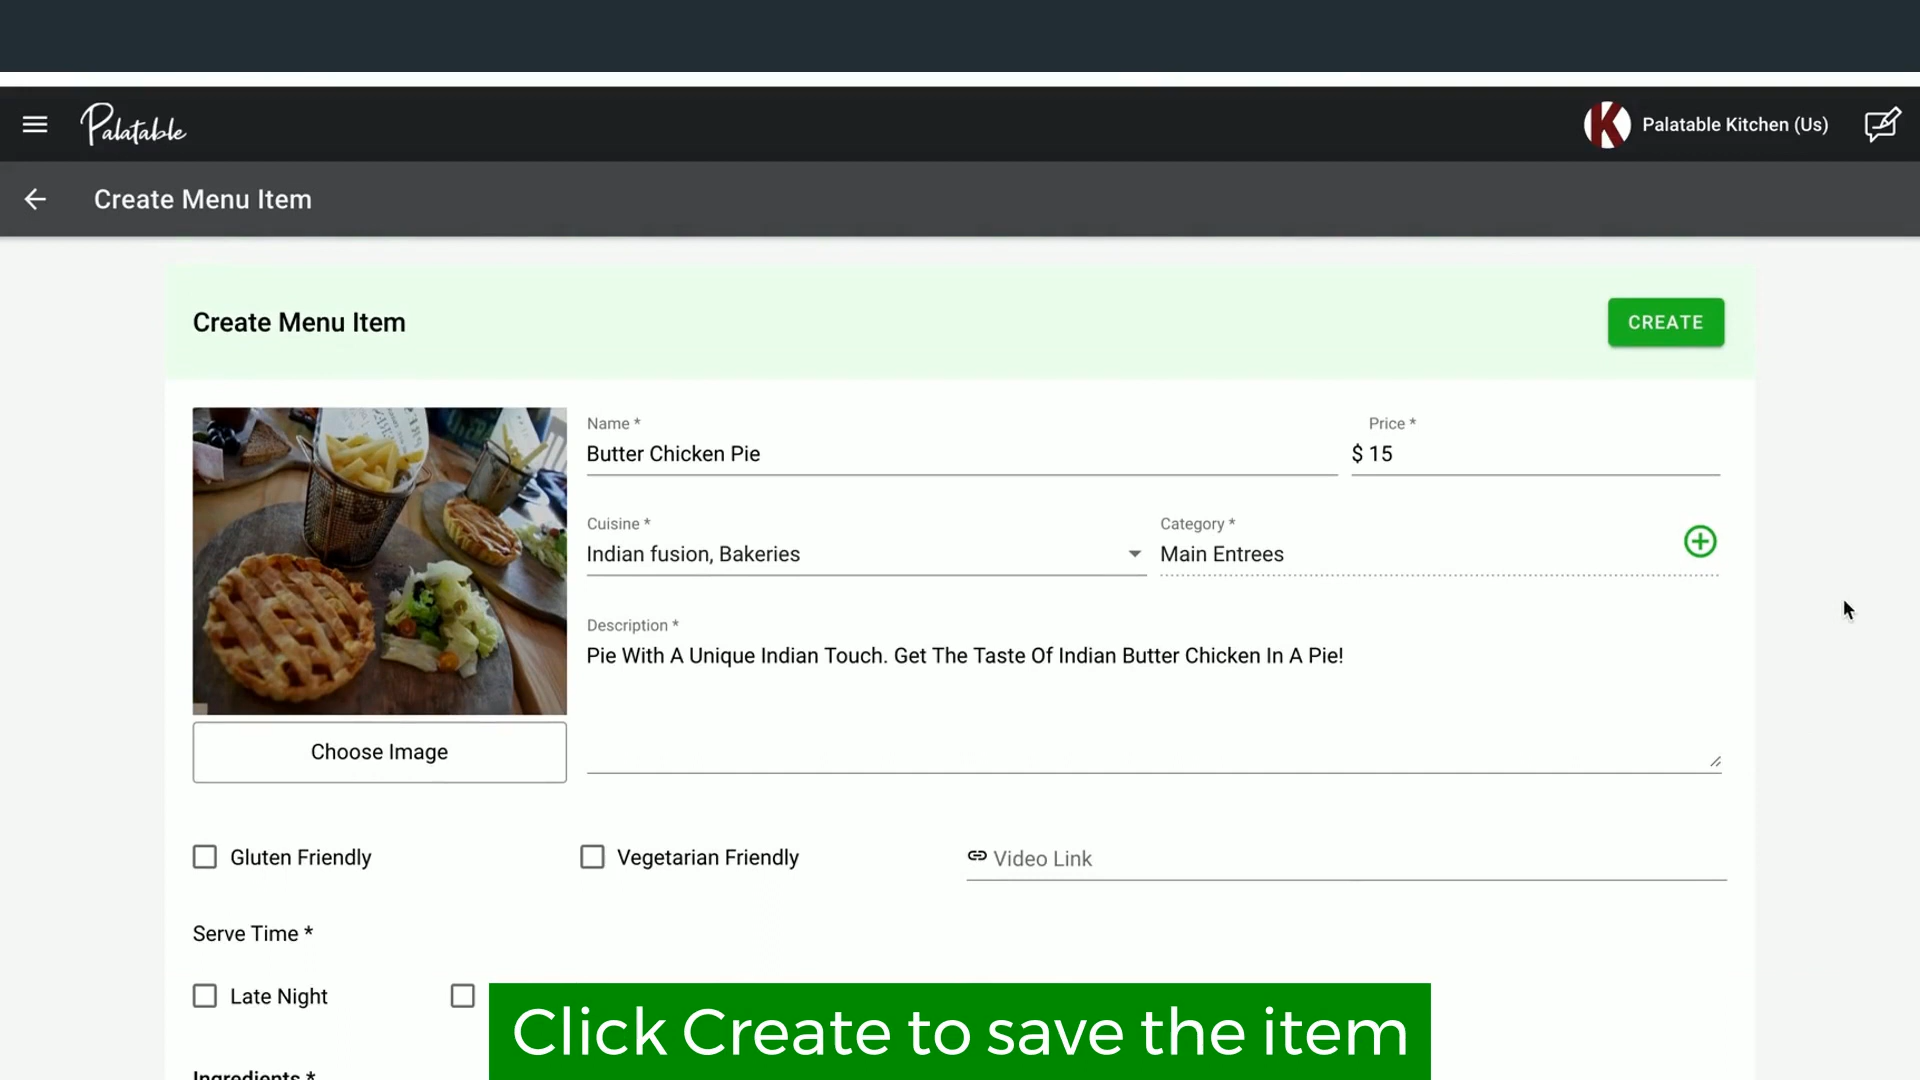 Palatable
Palatable Kitchen (Us)
Create Menu Item
Create Menu Item
CREATE
Name *
Butter Chicken Pie
Price *
$ 15
Cuisine *
Indian fusion, Bakeries
Category *
Main Entrees
Description *
Pie With A Unique Indian Touch. Get The Taste Of Indian Butter Chicken In A Pie!
Choose Image
Gluten Friendly
Vegetarian Friendly
Video Link
Serve Time *
Late Night
Click Create to save the item
Ingredients *